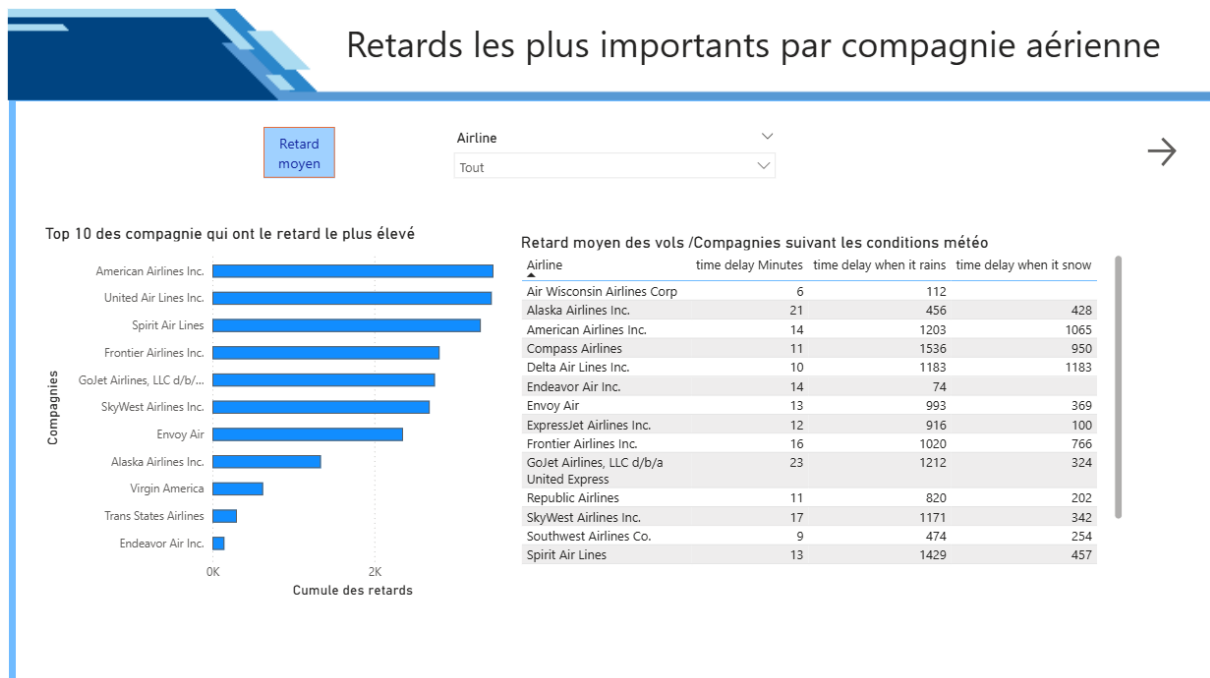 Retards les plus importants par compagnie aérienne
Retard
moyen
Airline
Tout
Top 10 des compagnie qui ont le retard le plus élevé
Compagnies
American Airlines Inc.
United Air Lines Inc.
Spirit Air Lines
Frontier Airlines Inc.
GoJet Airlines, LLC d/b/...
SkyWest Airlines Inc.
Envoy Air
Alaska Airlines Inc.
Virgin America
Trans States Airlines
Endeavor Air Inc.
0K 2K
Cumule des retards
Retard moyen des vols /Compagnies suivant les conditions météo
Airline time delay Minutes time delay when it rains time delay when it snow
Air Wisconsin Airlines Corp 6 112
Alaska Airlines Inc. 21 456 428
American Airlines Inc. 14 1203 1065
Compass Airlines 11 1536 950
Delta Air Lines Inc. 10 1183 1183
Endeavor Air Inc. 14 74
Envoy Air 13 993 369
ExpressJet Airlines Inc. 12 916 100
Frontier Airlines Inc. 16 1020 766
GoJet Airlines, LLC d/b/a 23 1212 324
United Express
Republic Airlines 11 820 202
SkyWest Airlines Inc. 17 1171 342
Southwest Airlines Co. 9 474 254
Spirit Air Lines 13 1429 457